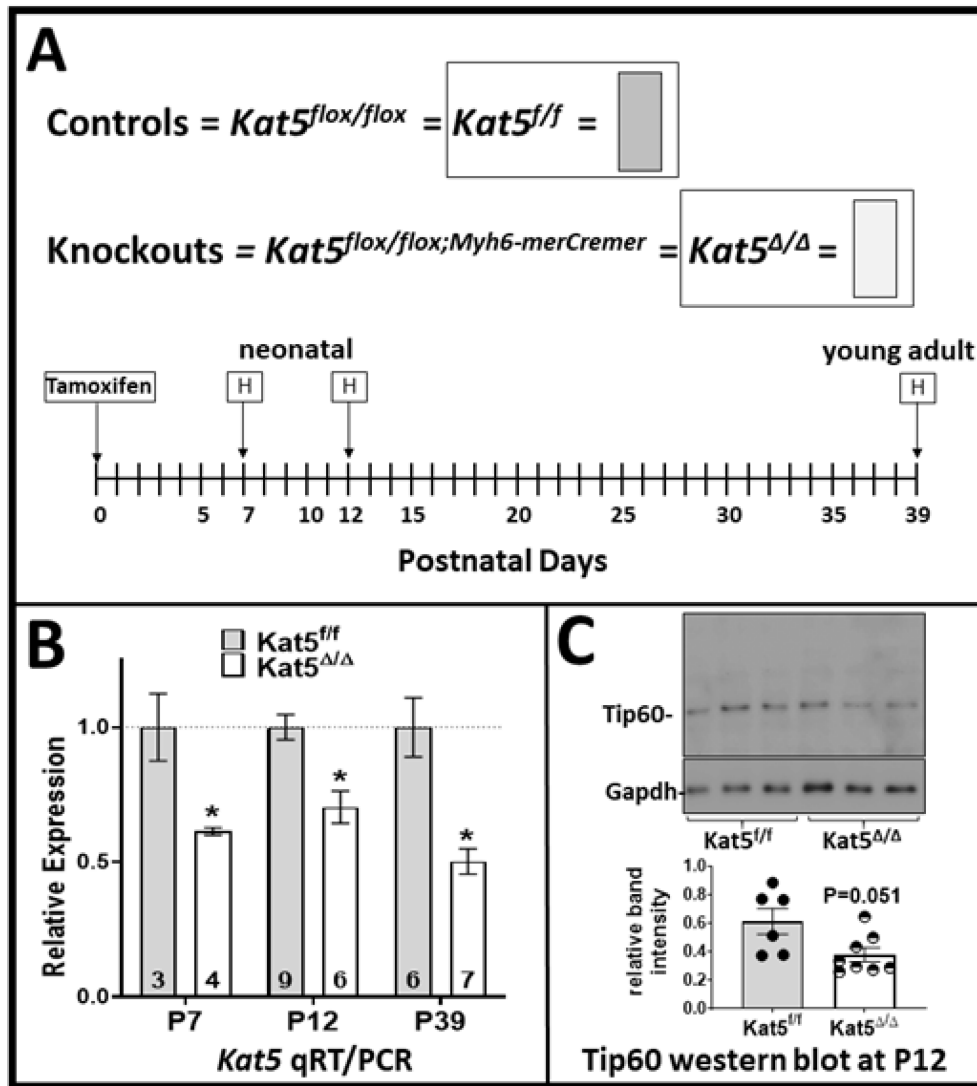 A
Controls = Kat5flox/flox = Kat5f/f =
Knockouts = Kat5flox/flox;Myh6-merCremer = Kat5Δ/Δ =
neonatal
young adult
Tamoxifen
H
H
H
0 5 7 10 12 15 20 25 30 35 39
Postnatal Days
B
Kat5f/f
Kat5Δ/Δ
Relative Expression
1.0
0.5
0.0
* * *
3 4 9 6 6 7
P7 P12 P39
Kat5 qRT/PCR
C
Tip60-
Gapdh-
Kat5f/f Kat5Δ/Δ
relative band
intensity
1.0
0.8
0.6
0.4
0.2
0.0
P=0.051
Kat5f/f Kat5Δ/Δ
Tip60 western blot at P12